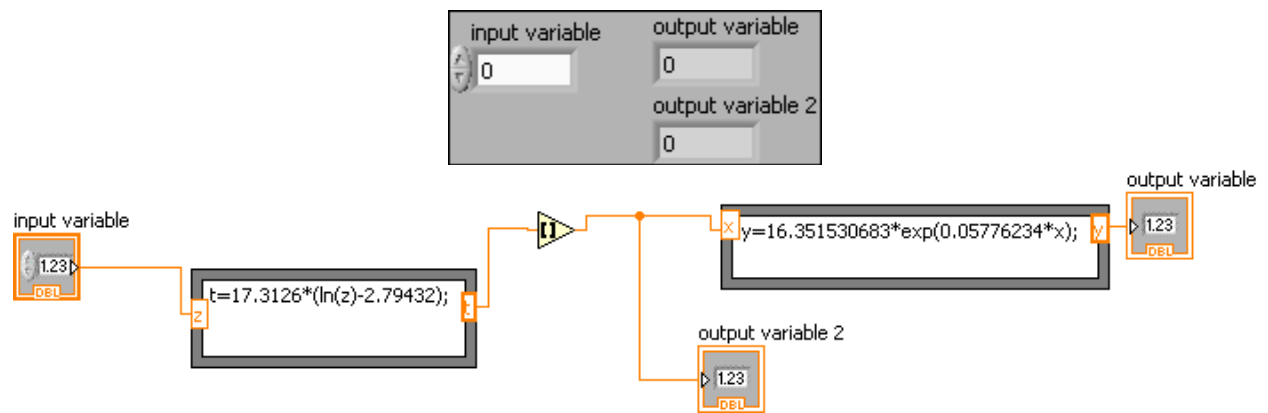 input variable
0
output variable
0
output variable 2
0
input variable
1.23
DBL
z
t=17.3126*(ln(z)-2.79432);
t
x
y=16.351530683*exp(0.05776234*x);
y
output variable
1.23
DBL
output variable 2
1.23
DBL